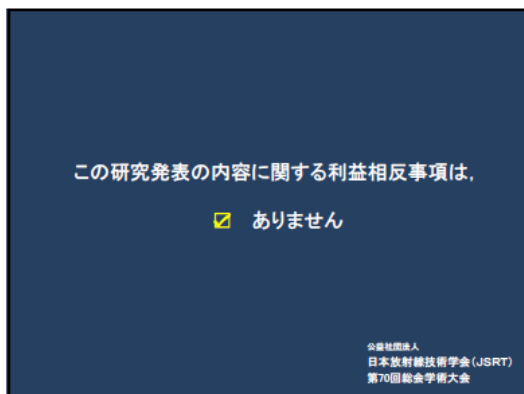 この研究発表の内容に関する利益相反事項は,
☑ ありません
公益社団法人
日本放射線技術学会(JSRT)
第70回総会学術大会